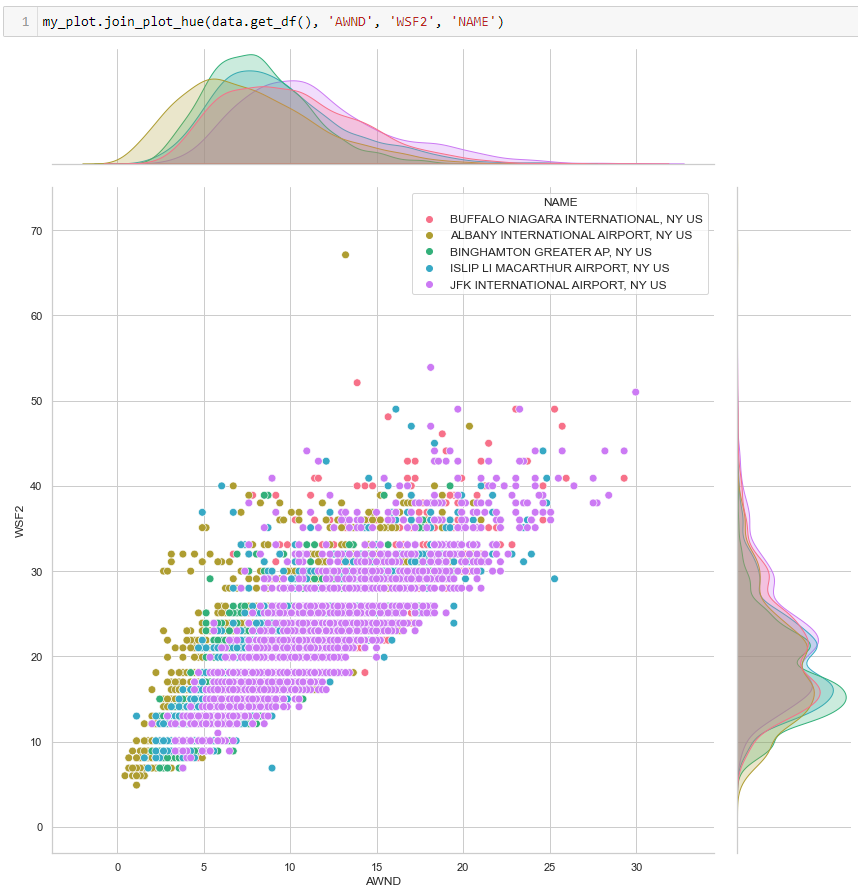 1 my_plot.join_plot_hue(data.get_df(), 'AWND', 'WSF2', 'NAME')
NAME
BUFFALO NIAGARA INTERNATIONAL, NY US
ALBANY INTERNATIONAL AIRPORT, NY US
BINGHAMTON GREATER AP, NY US
ISLIP LI MACARTHUR AIRPORT, NY US
JFK INTERNATIONAL AIRPORT, NY US
70
60
50
40
30
20
10
0
WSF2
0 5 10 15 20 25 30
AWND